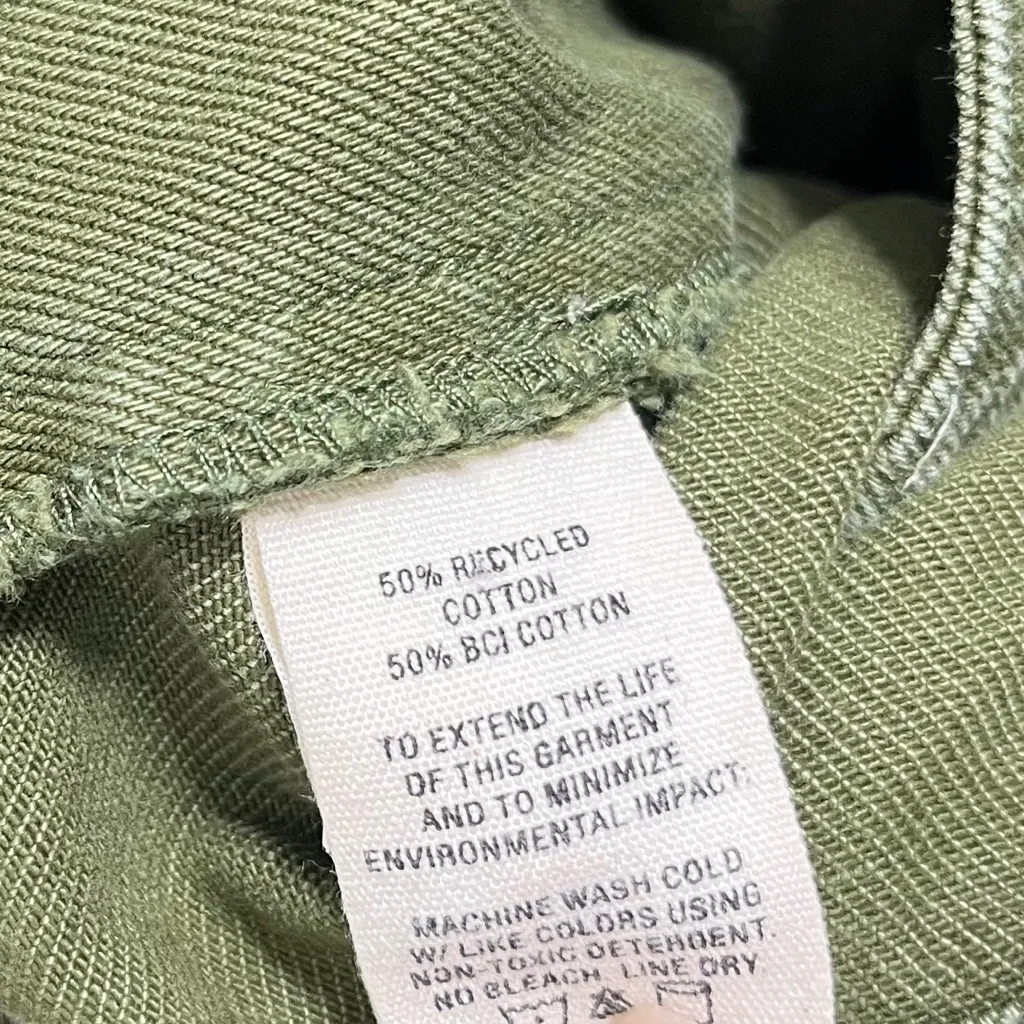 50% RECYCLED
COTTON
50% BCI COTTON
TO EXTEND THE LIFE
OF THIS GARMENT
AND TO MINIMIZE
ENVIRONMENTAL IMPACT:
MACHINE WASH COLD
W/ LIKE COLORS USING
NON-TOXIC DETERGENT.
NO BLEACH, LINE DRY